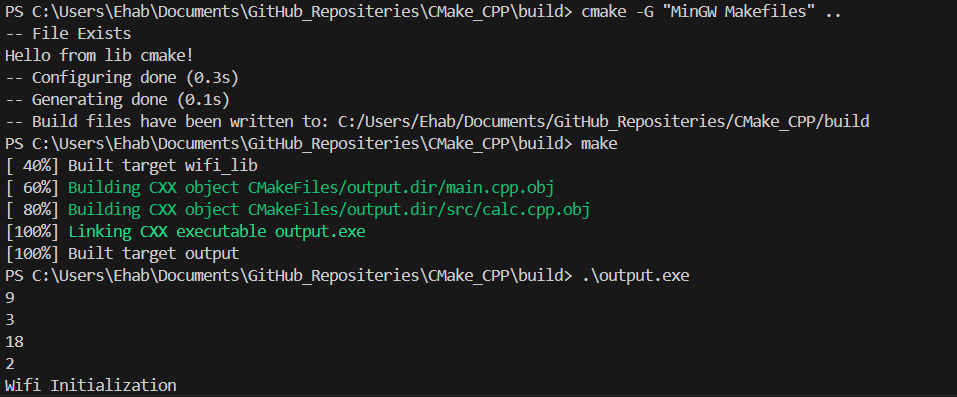 PS C:\Users\Ehab\Documents\GitHub_Repositeries\CMake_CPP\build> cmake -G "MinGW Makefiles" ..
-- File Exists
Hello from lib cmake!
-- Configuring done (0.3s)
-- Generating done (0.1s)
-- Build files have been written to: C:/Users/Ehab/Documents/GitHub_Repositeries/CMake_CPP/build
PS C:\Users\Ehab\Documents\GitHub_Repositeries\CMake_CPP\build> make
[ 40%] Built target wifi_lib
[ 60%] Building CXX object CMakeFiles/output.dir/main.cpp.obj
[ 80%] Building CXX object CMakeFiles/output.dir/src/calc.cpp.obj
[100%] Linking CXX executable output.exe
[100%] Built target output
PS C:\Users\Ehab\Documents\GitHub_Repositeries\CMake_CPP\build> .\output.exe
9
3
18
2
Wifi Initialization